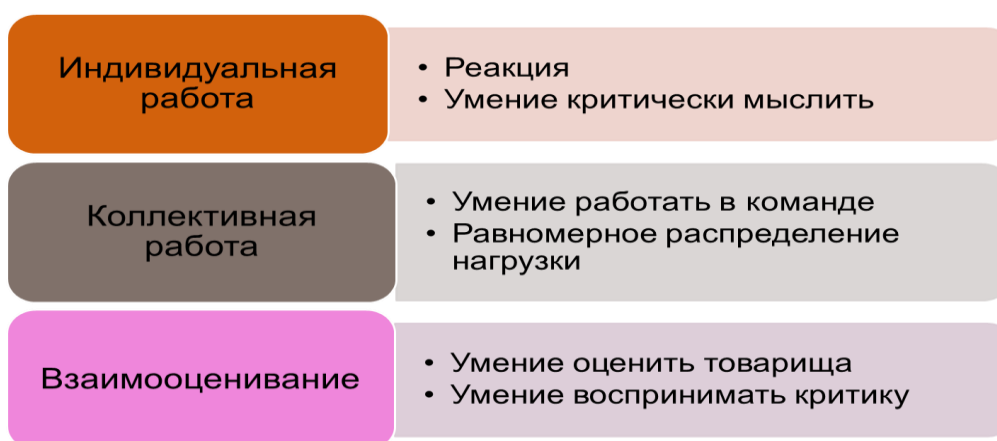 Индивидуальная
работа
• Реакция
• Умение критически мыслить
Коллективная
работа
• Умение работать в команде
• Равномерное распределение
нагрузки
Взаимооценивание
• Умение оценить товарища
• Умение воспринимать критику